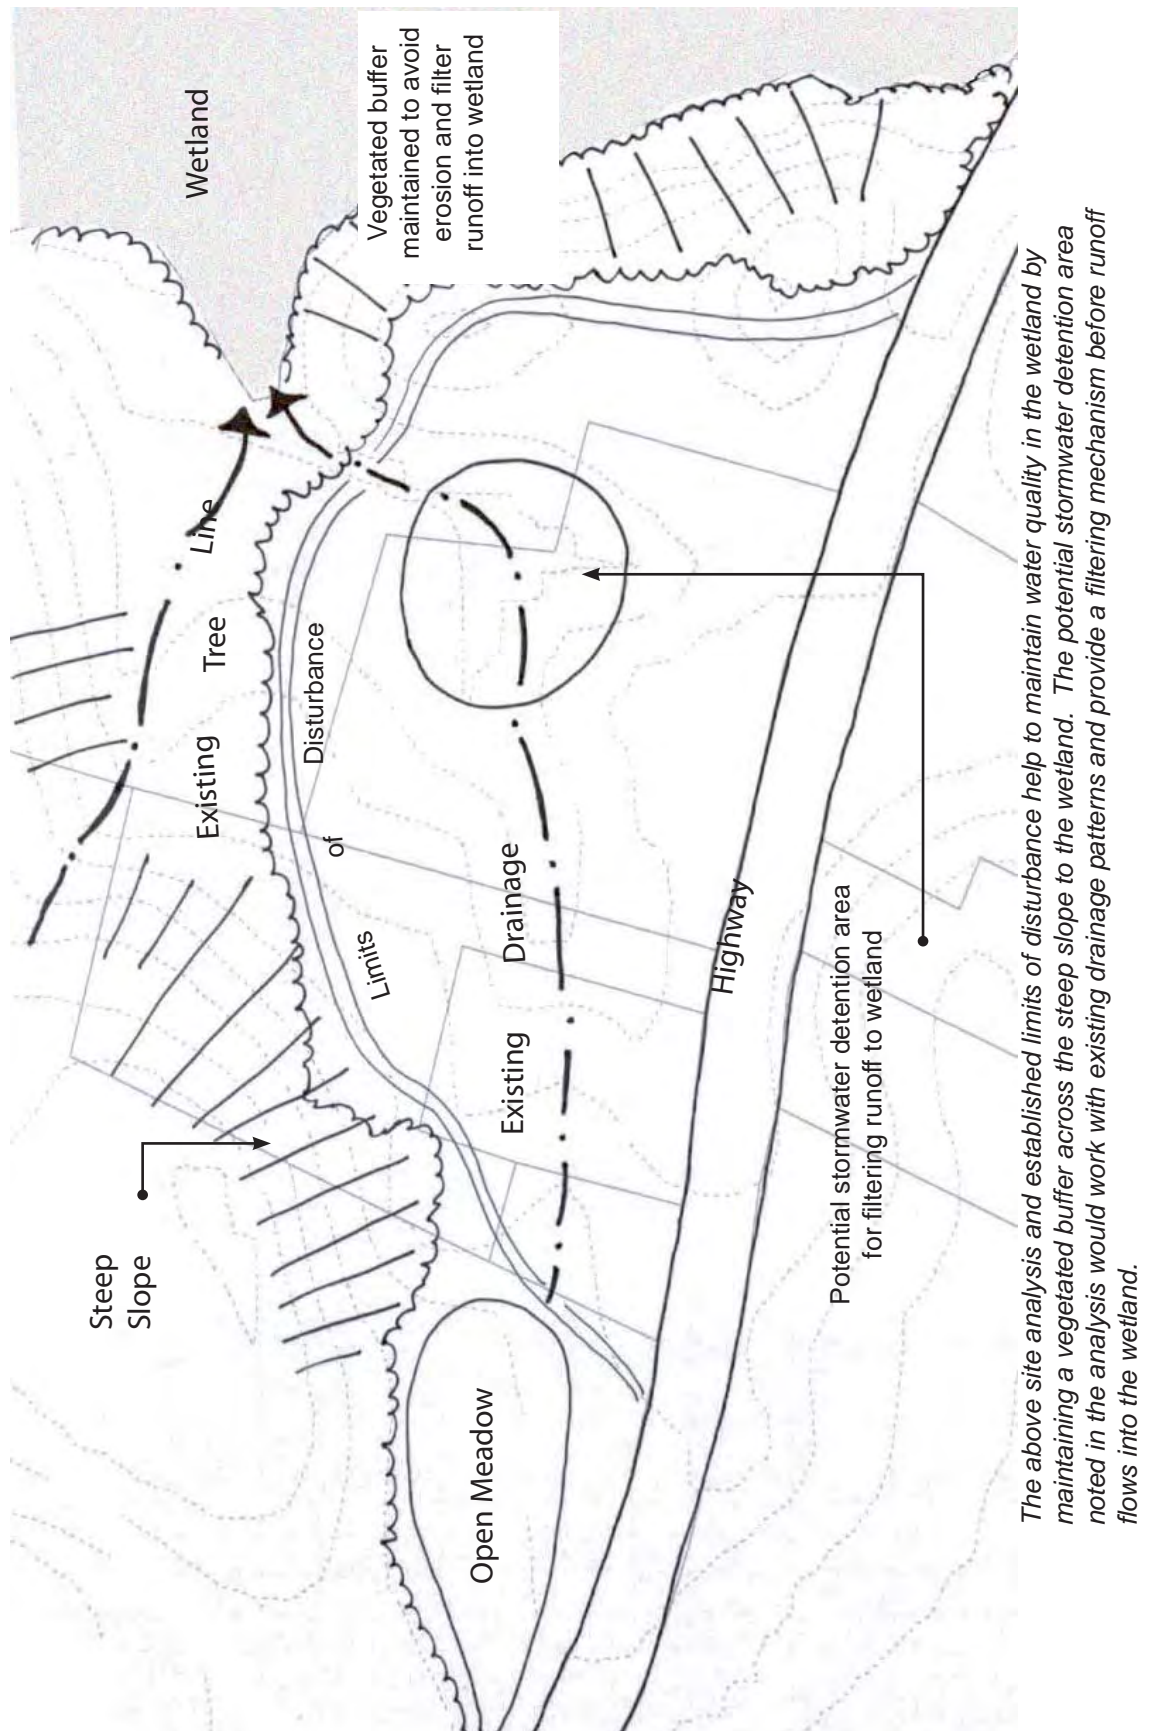 Wetland
Vegetated buffer
maintained to avoid
erosion and filter
runoff into wetland
Existing Tree Line
Limits of Disturbance
Steep
Slope
Existing Drainage
Open Meadow
Highway
Potential stormwater detention area
for filtering runoff to wetland
The above site analysis and established limits of disturbance help to maintain water quality in the wetland by
maintaining a vegetated buffer across the steep slope to the wetland. The potential stormwater detention area
noted in the analysis would work with existing drainage patterns and provide a filtering mechanism before runoff
flows into the wetland.